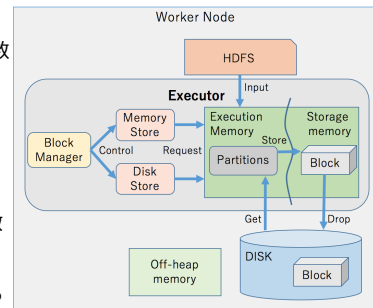 Worker Node
HDFS
Input
Executor
Memory
Store
Execution
Memory
Storage
memory
Block
Manager
Control
Request
Partitions
Store
Block
Disk
Store
Get
Drop
Off-heap
memory
DISK
Block